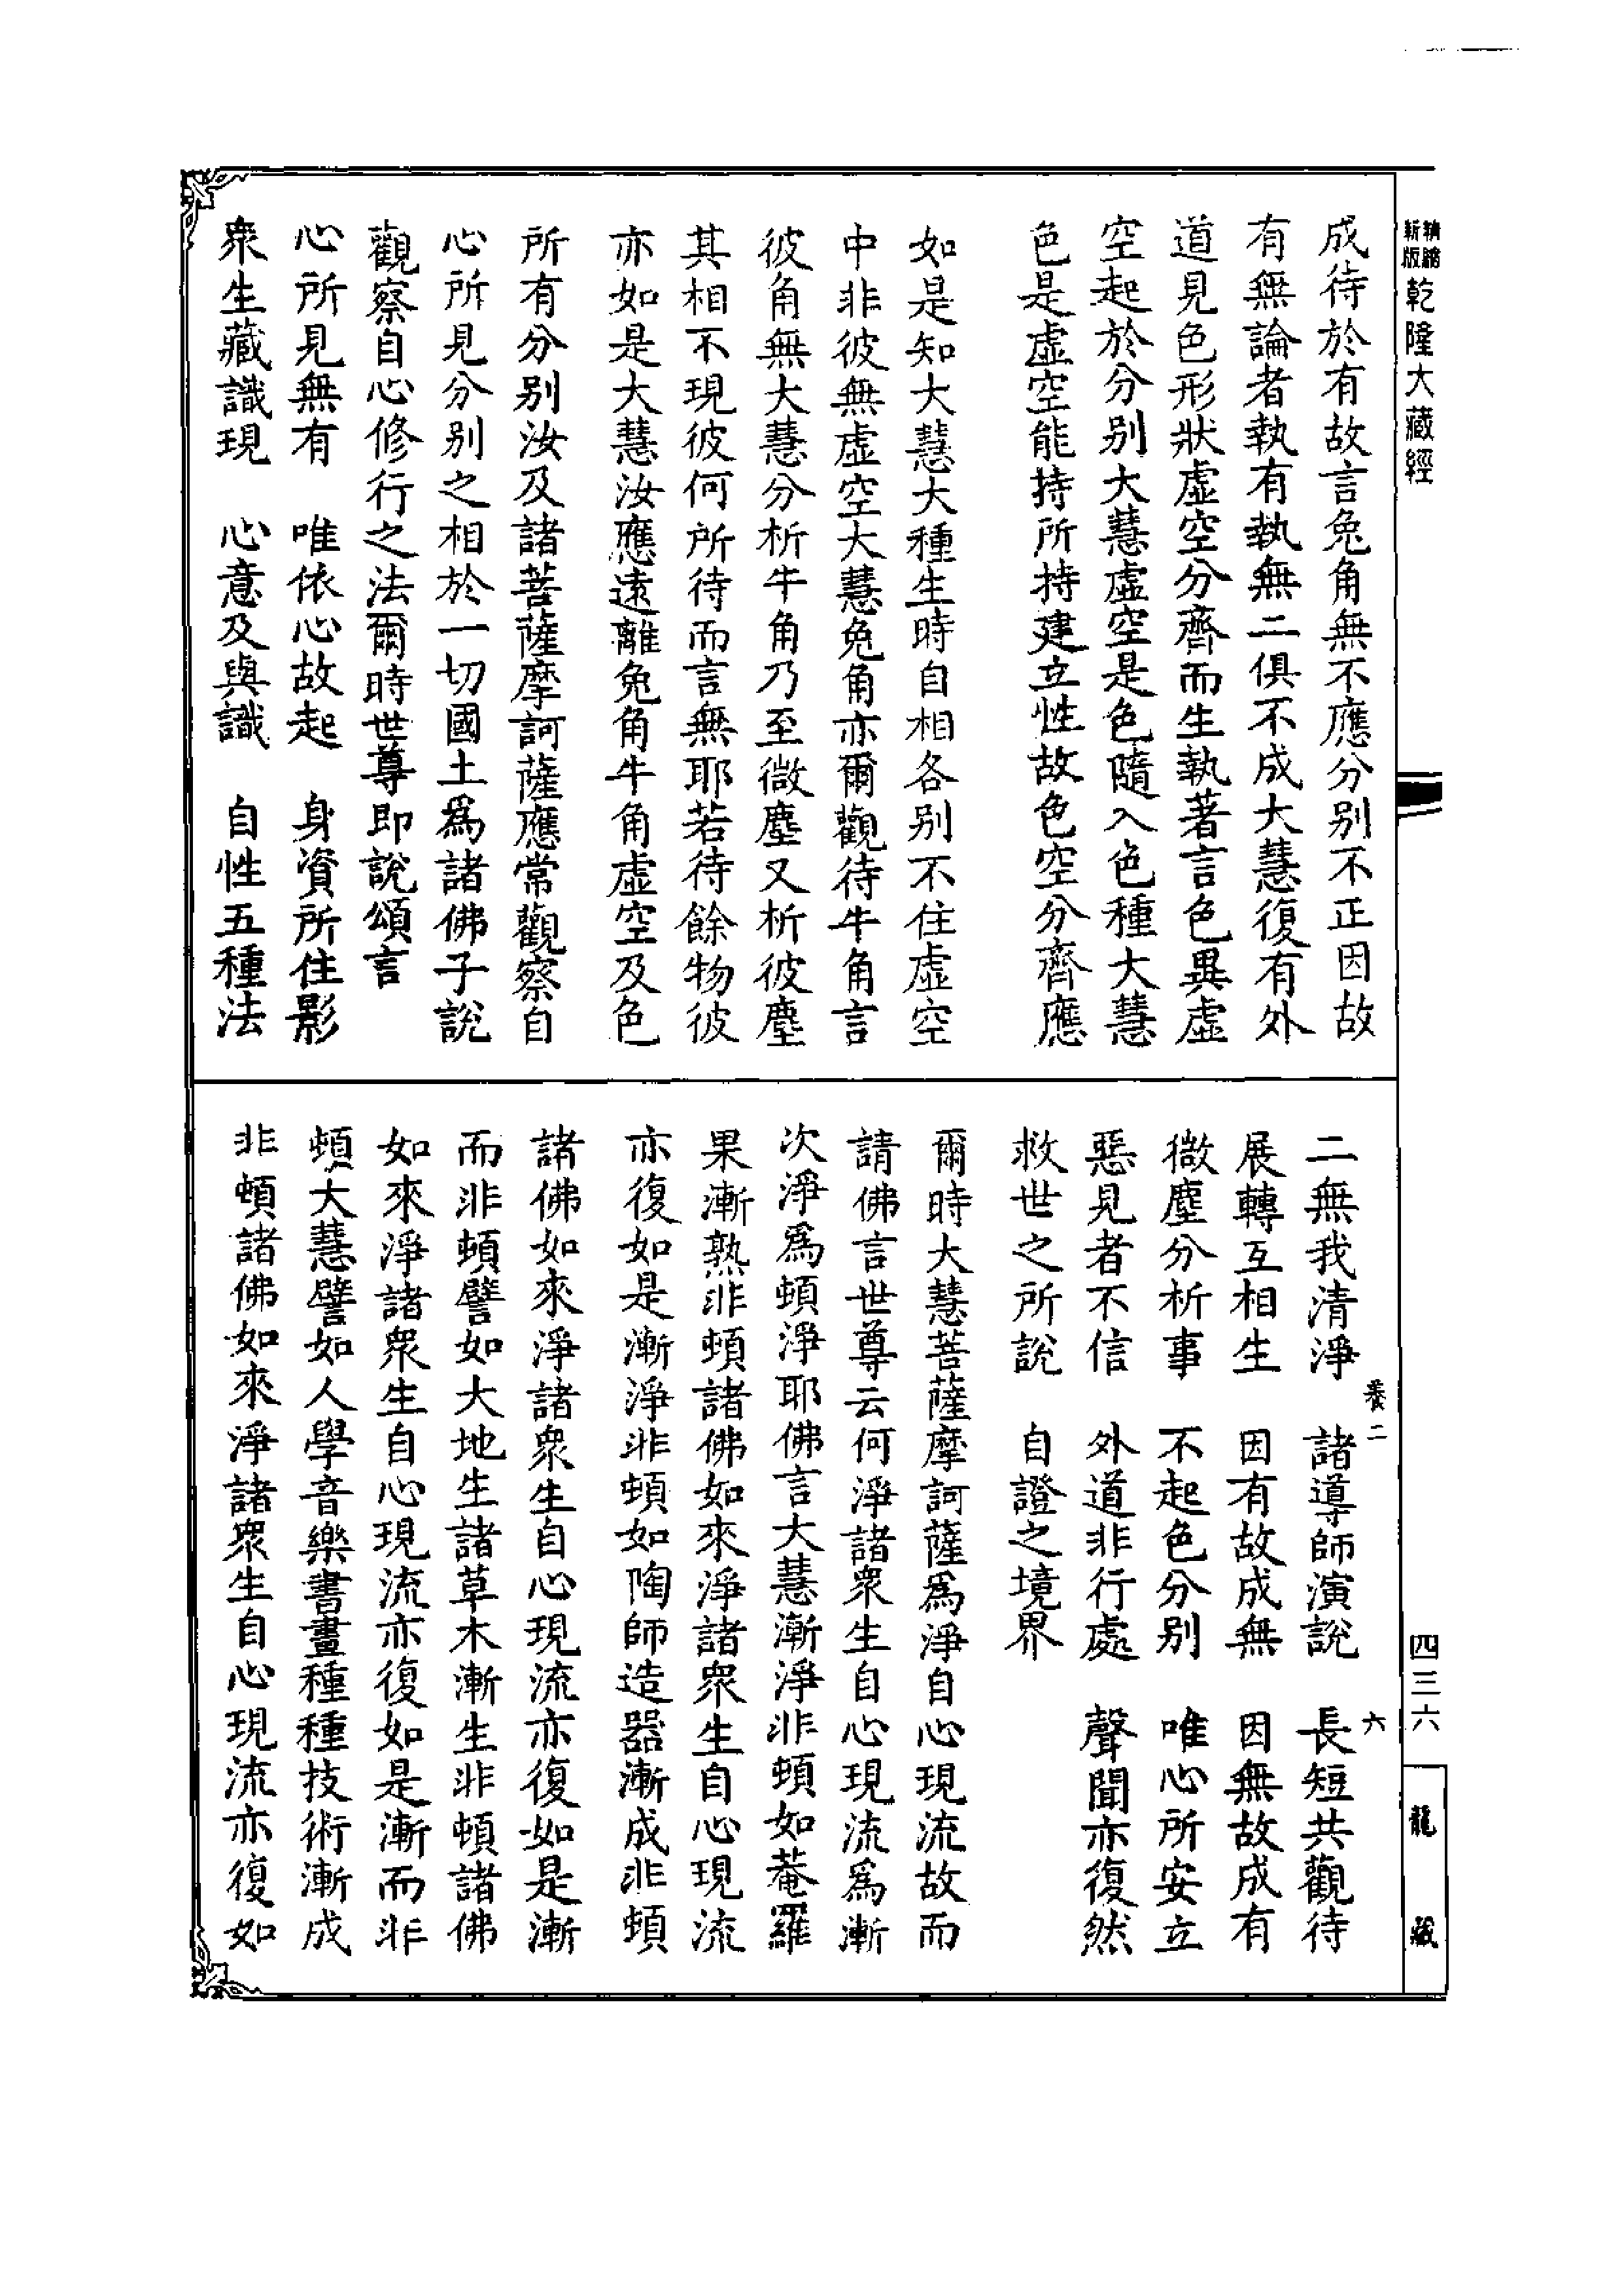 新版精縮乾隆大藏經
成待於有故言兔角無不應分别不正因故
有無論者執有執無二俱不成大慧復有外
道見色形狀虛空分齊而生執著言色異虛
空起於分别大慧虛空是色隨入色種大慧
色是虛空能持所持建立性故色空分齊應
如是知大慧大種生時自相各别不住虛空
中非彼無虛空大慧兔角亦爾觀待牛角言
彼角無大慧分析牛角乃至微塵又析彼塵
其相不現彼何所待而言無耶若待餘物彼
亦如是大慧汝應遠離兔角牛角虛空及色
所有分别汝及諸菩薩摩訶薩應常觀察自
心所見分别之相於一切國土爲諸佛子說
觀察自心修行之法爾時世尊即說頌言
心所見無有　唯依心故起　身資所住影
衆生藏識現　心意及與識　自性五種法
二無我清淨　諸導師演說　長短共觀待
展轉互相生　因有故成無　因無故成有
微塵分析事　不起色分别　唯心所安立
惡見者不信　外道非行處　聲聞亦復然
救世之所說　自證之境界
爾時大慧菩薩摩訶薩爲淨自心現流故而
請佛言世尊云何淨諸衆生自心現流爲漸
次淨爲頓淨耶佛言大慧漸淨非頓如菴羅
果漸熟非頓諸佛如來淨諸衆生自心現流
亦復如是漸淨非頓如陶師造器漸成非頓
諸佛如來淨諸衆生自心現流亦復如是漸
而非頓譬如大地生諸草木漸生非頓諸佛
如來淨諸衆生自心現流亦復如是漸而非
頓大慧譬如人學音樂書畫種種技術漸成
非頓諸佛如來淨諸衆生自心現流亦復如
卷二　六
四三六
龍藏